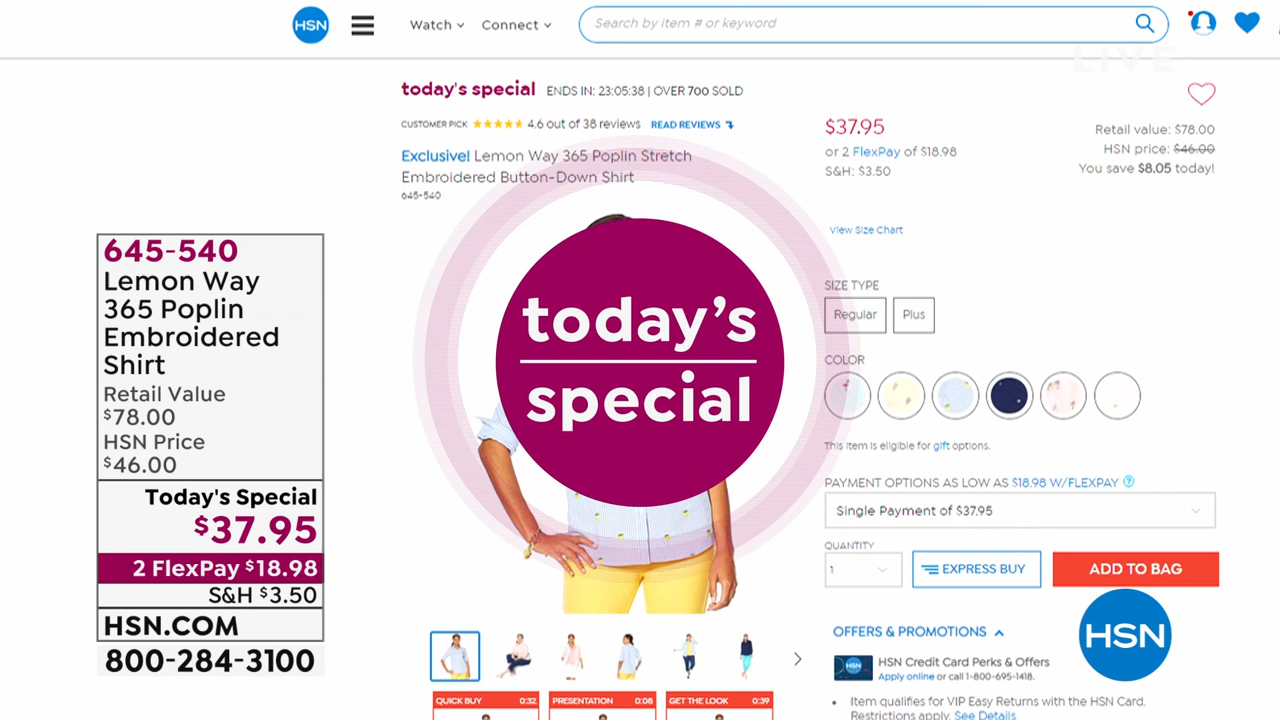 HSN
Watch
Connect
Search by item # or keyword
LIVE
today's special ENDS IN: 23:05:38 | OVER 700 SOLD
CUSTOMER PICK 4.6 out of 38 reviews READ REVIEWS
Exclusive! Lemon Way 365 Poplin Stretch
Embroidered Button-Down Shirt
645-540
$37.95
or 2 FlexPay of $18.98
S&H: $3.50
Retail value: $78.00
HSN price: $46.00
You save $8.05 today!
View Size Chart
SIZE TYPE
Regular
Plus
COLOR
This item is eligible for gift options.
PAYMENT OPTIONS AS LOW AS $18.98 W/FLEXPAY ?
Single Payment of $37.95
QUANTITY
1
EXPRESS BUY
ADD TO BAG
OFFERS & PROMOTIONS
HSN
HSN
HSN Credit Card Perks & Offers
Apply online or call 1-800-695-1418.
• Item qualifies for VIP Easy Returns with the HSN Card.
Restrictions apply. See Details
today's
special
645-540
Lemon Way
365 Poplin
Embroidered
Shirt
Retail Value
$78.00
HSN Price
$46.00
Today's Special
$37.95
2 FlexPay $18.98
S&H $3.50
HSN.COM
800-284-3100
QUICK BUY 0:32
PRESENTATION 0:08
GET THE LOOK 0:39